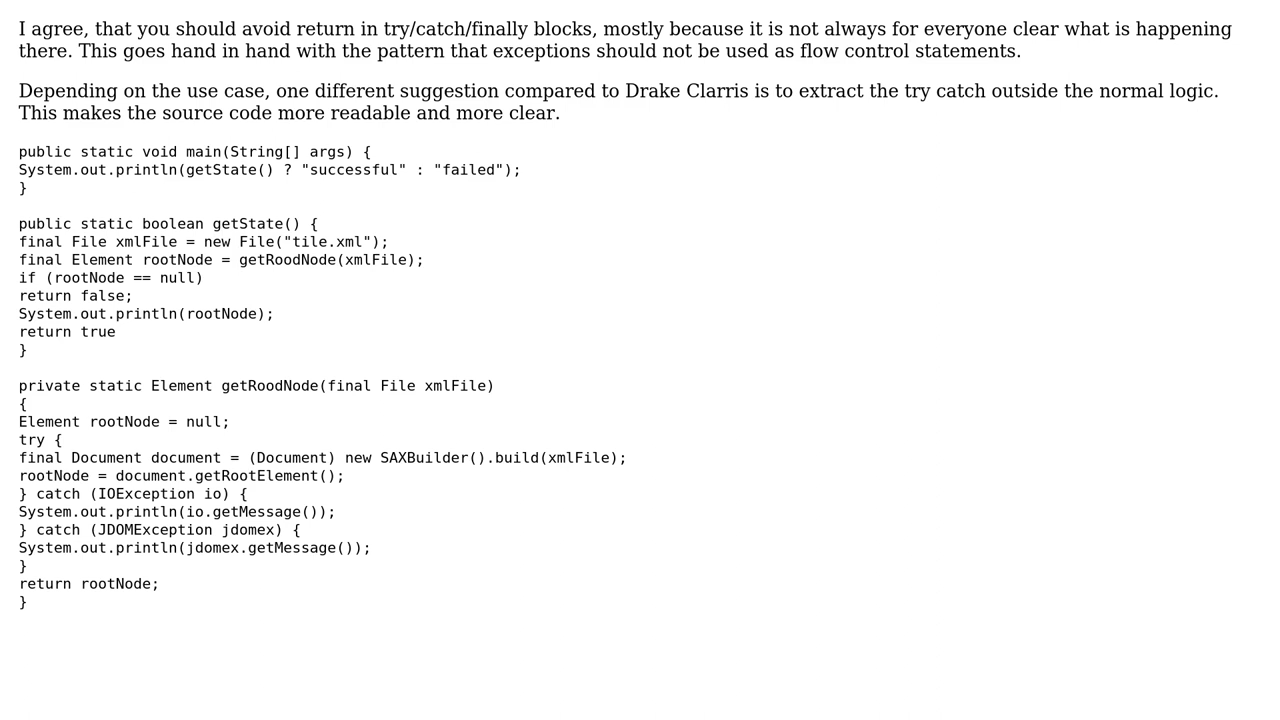 I agree, that you should avoid return in try/catch/finally blocks, mostly because it is not always for everyone clear what is happening
there. This goes hand in hand with the pattern that exceptions should not be used as flow control statements.
Depending on the use case, one different suggestion compared to Drake Clarris is to extract the try catch outside the normal logic.
This makes the source code more readable and more clear.
public static void main(String[] args) {
System.out.println(getState() ? "successful" : "failed");
}
public static boolean getState() {
final File xmlFile = new File("tile.xml");
final Element rootNode = getRoodNode(xmlFile);
if (rootNode == null)
return false;
System.out.println(rootNode);
return true
}
private static Element getRoodNode(final File xmlFile)
{
Element rootNode = null;
try {
final Document document = (Document) new SAXBuilder().build(xmlFile);
rootNode = document.getRootElement();
} catch (IOException io) {
System.out.println(io.getMessage());
} catch (JDOMException jdomex) {
System.out.println(jdomex.getMessage());
}
return rootNode;
}